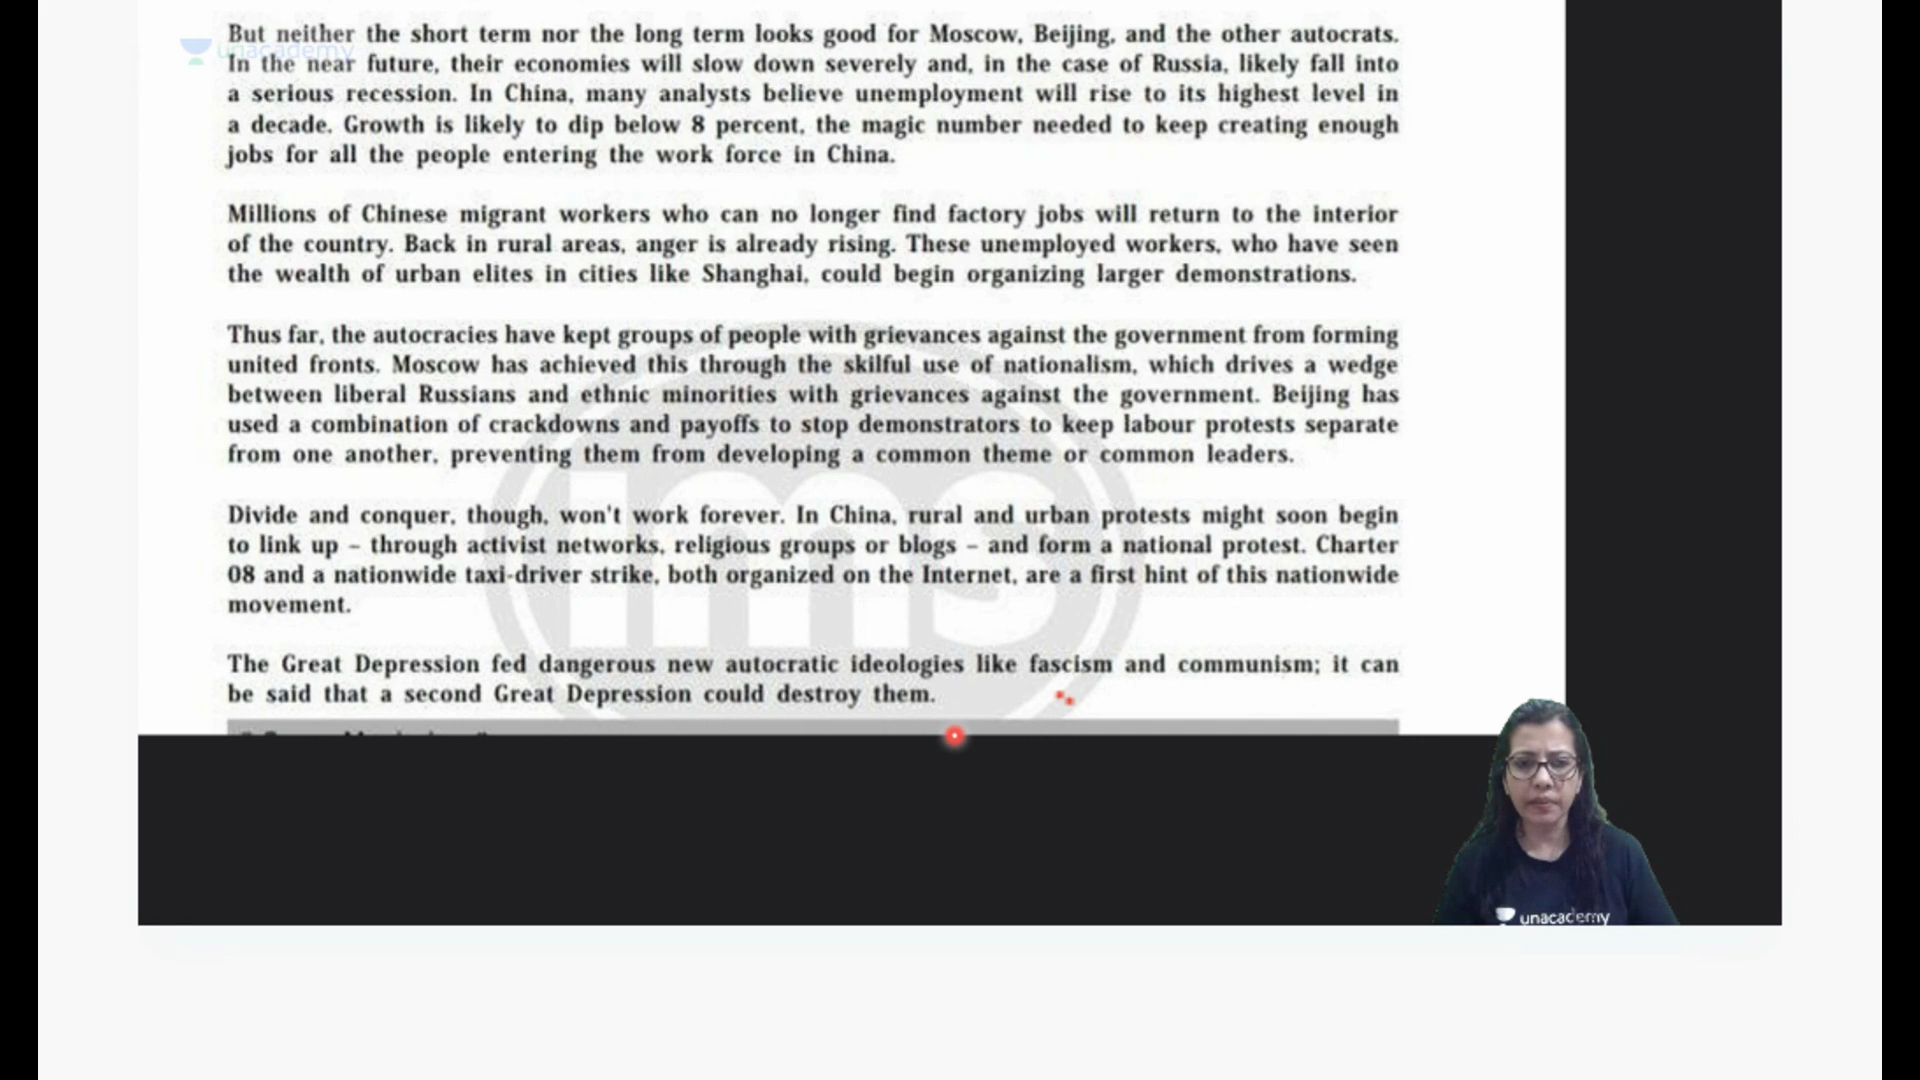 But neither the short term nor the long term looks good for Moscow, Beijing, and the other autocrats.
unacademy
In the near future, their economies will slow down severely and, in the case of Russia, likely fall into
a serious recession. In China, many analysts believe unemployment will rise to its highest level in
a decade. Growth is likely to dip below 8 percent, the magic number needed to keep creating enough
jobs for all the people entering the work force in China.
Millions of Chinese migrant workers who can no longer find factory jobs will return to the interior
of the country. Back in rural areas, anger is already rising. These unemployed workers, who have seen
the wealth of urban elites in cities like Shanghai, could begin organizing larger demonstrations.
Thus far, the autocracies have kept groups of people with grievances against the government from forming
united fronts. Moscow has achieved this through the skilful use of nationalism, which drives a wedge
between liberal Russians and ethnic minorities with grievances against the government. Beijing has
used a combination of crackdowns and payoffs to stop demonstrators to keep labour protests separate
from one another, preventing them from developing a common theme or common leaders.
Divide and conquer, though, won't work forever. In China, rural and urban protests might soon begin
to link up – through activist networks, religious groups or blogs – and form a national protest. Charter
08 and a nationwide taxi-driver strike, both organized on the Internet, are a first hint of this nationwide
movement.
The Great Depression fed dangerous new autocratic ideologies like fascism and communism; it can
be said that a second Great Depression could destroy them.
ims
unacademy